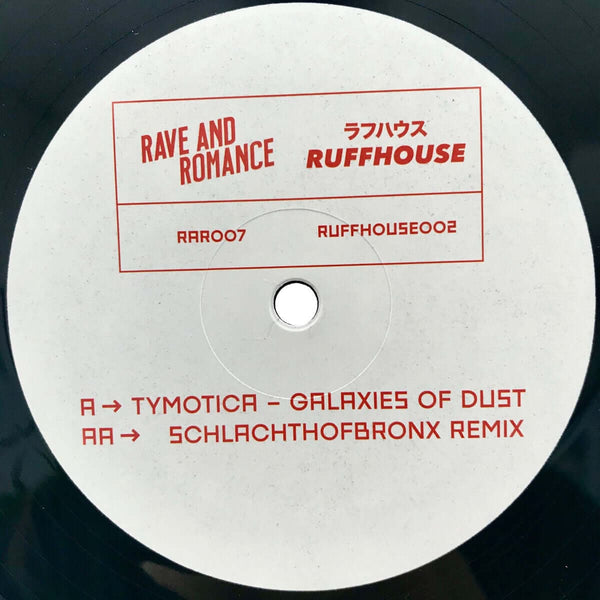 RAVE AND
ROMANCE
ラフハウス
RUFFHOUSE
RAR007
RUFFHOUSE002
A → TYMOTICA – GALAXIES OF DUST
AA → SCHLACHTHOFBRONX REMIX